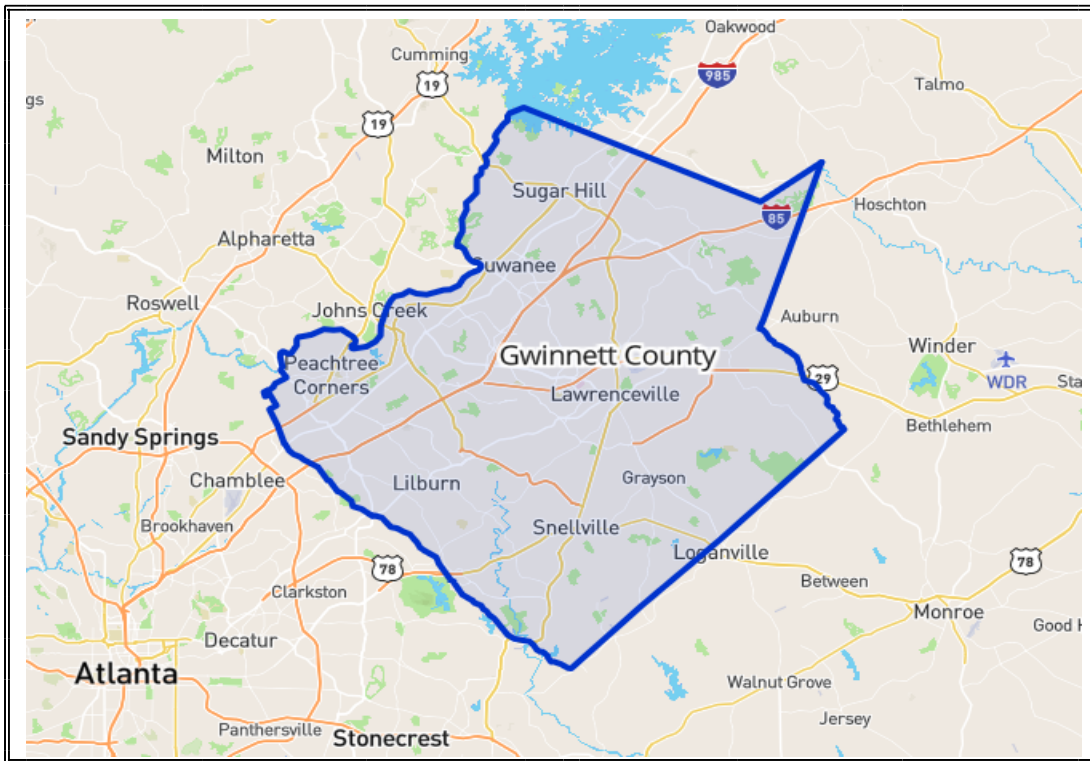 Oakwood
Cumming
985
19
Talmo
gs
19
Milton
Sugar Hill
85
Hoschton
Alpharetta
Suwanee
Roswell
Johns Creek
Auburn
Gwinnett County
Winder
Peachtree
Corners
29
WDR
Sta
Lawrenceville
Bethlehem
Sandy Springs
Chamblee
Lilburn
Grayson
Brookhaven
Snellville
Loganville
78
78
Clarkston
Between
Monroe
Good H
Decatur
Atlanta
Walnut Grove
Jersey
Panthersville
Stonecrest